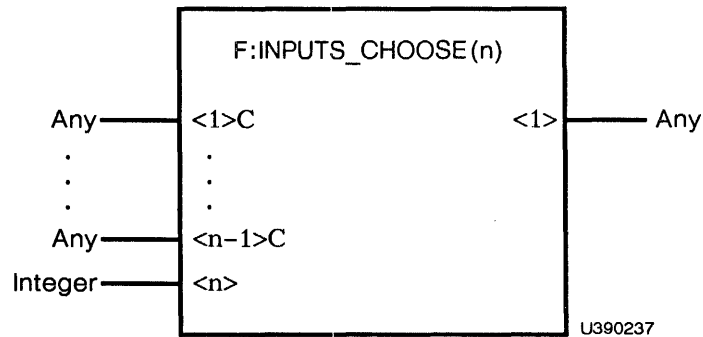 F:INPUTS_CHOOSE(n)
Any <1>C <1> Any
. .
. .
. .
Any <n-1>C
Integer <n>
U390237